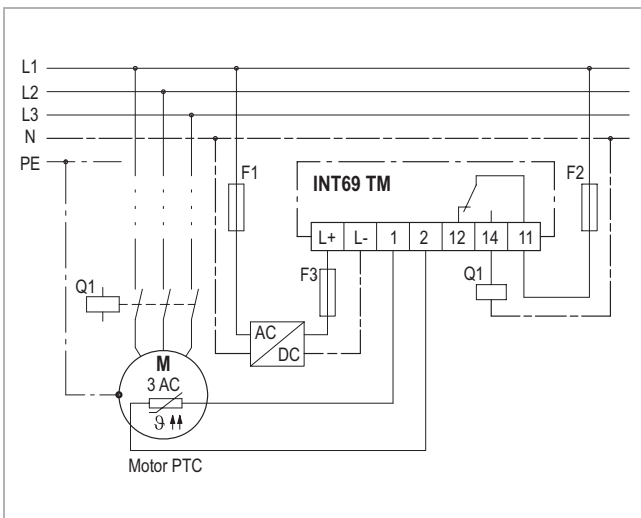 L1
L2
L3
N
PE
F1
INT69 TM
F2
L+ L- 1 2 12 14 11
F3
Q1
Q1
AC
DC
M
3 AC
ϑ
Motor PTC